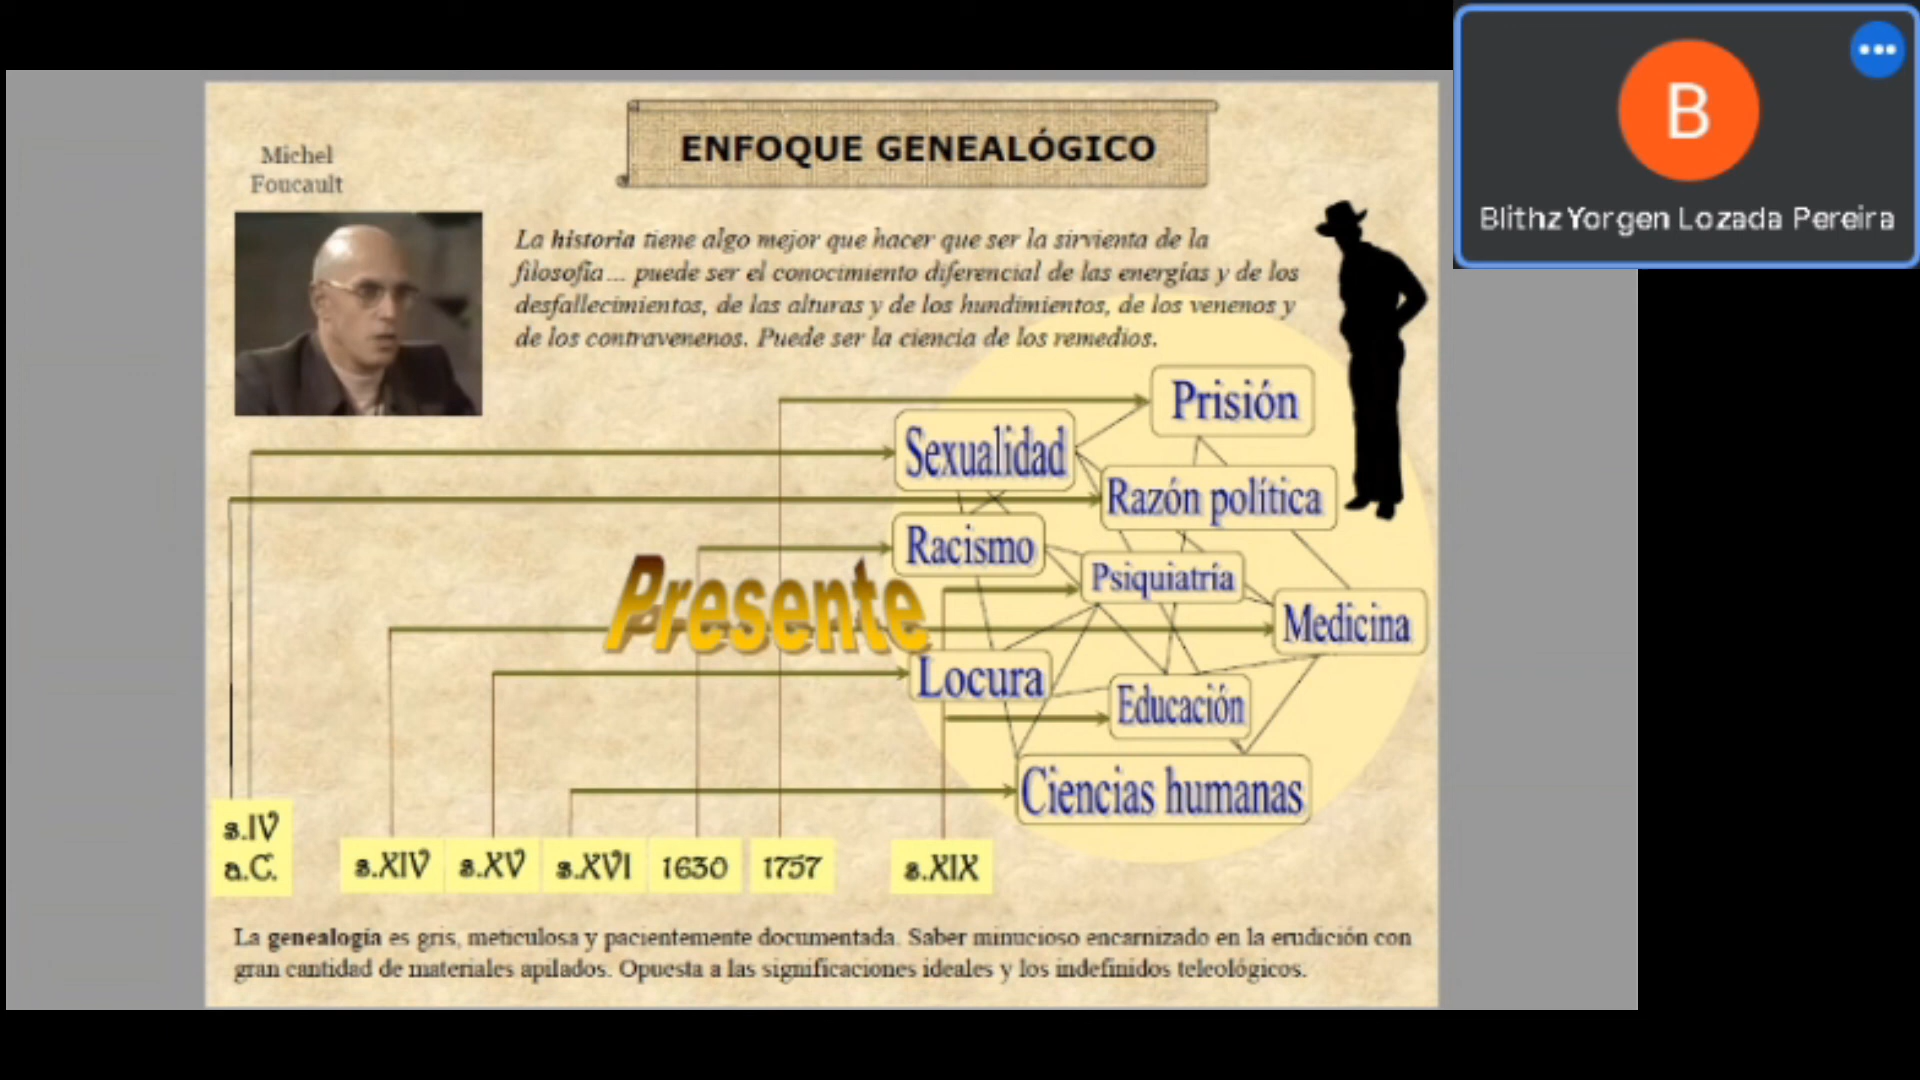 ENFOQUE GENEALÓGICO
Michel
Foucault
La historia tiene algo mejor que hacer que ser la sirvienta de la
filosofía... puede ser el conocimiento diferencial de las energías y de los
desfallecimientos, de las alturas y de los hundimientos, de los venenos y
de los contravenenos. Puede ser la ciencia de los remedios.
Prisión
Sexualidad
Razón política
Racismo
Psiquiatría
Presente
Medicina
Locura
Educación
Ciencias humanas
s.IV
a.C.
s.XIV
s.XV
s.XVI
1630
1757
s.XIX
La genealogía es gris, meticulosa y pacientemente documentada. Saber minucioso encarnizado en la erudición con
gran cantidad de materiales apilados. Opuesta a las significaciones ideales y los indefinidos teleológicos.
B
Blithz Yorgen Lozada Pereira